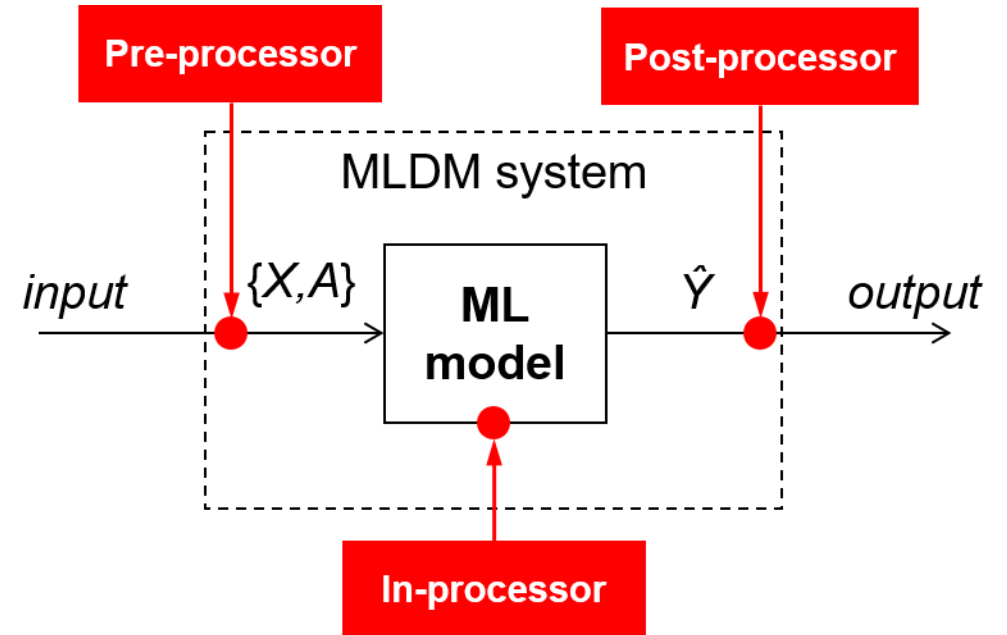 Pre-processor
Post-processor
MLDM system
input
{X,A}
ML
model
Ŷ
output
In-processor